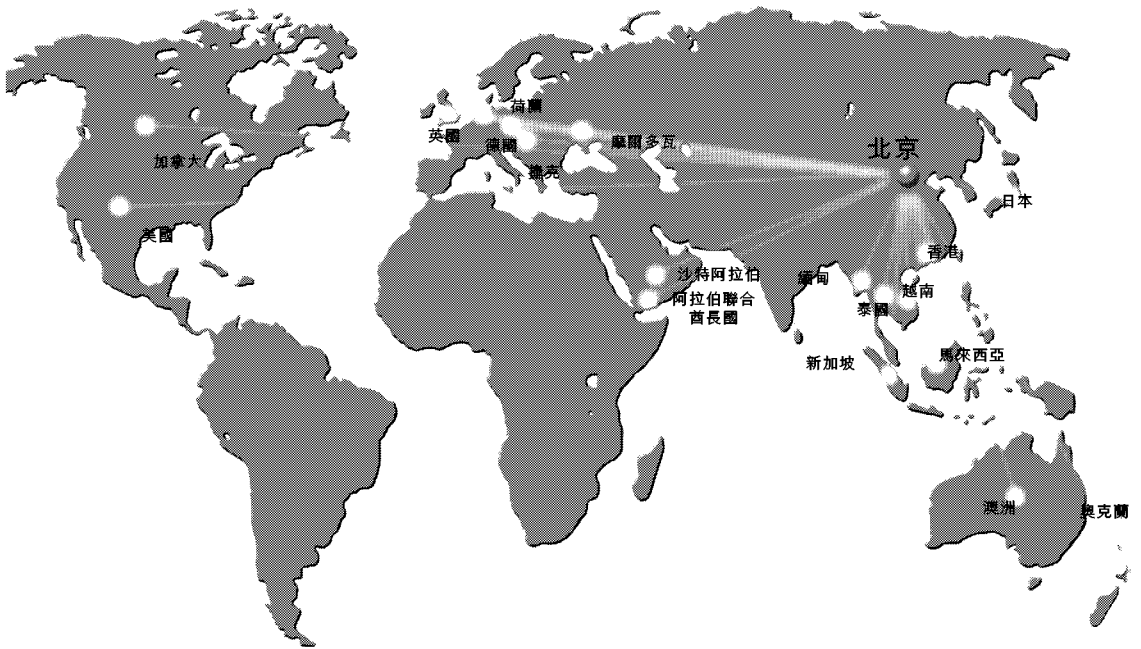 荷蘭
英國
德國
摩爾多瓦
北京
加拿大
日本
美國
香港
沙特阿拉伯
緬甸
阿拉伯聯合
酋長國
越南
泰國
新加坡
馬來西亞
澳洲
奧克蘭